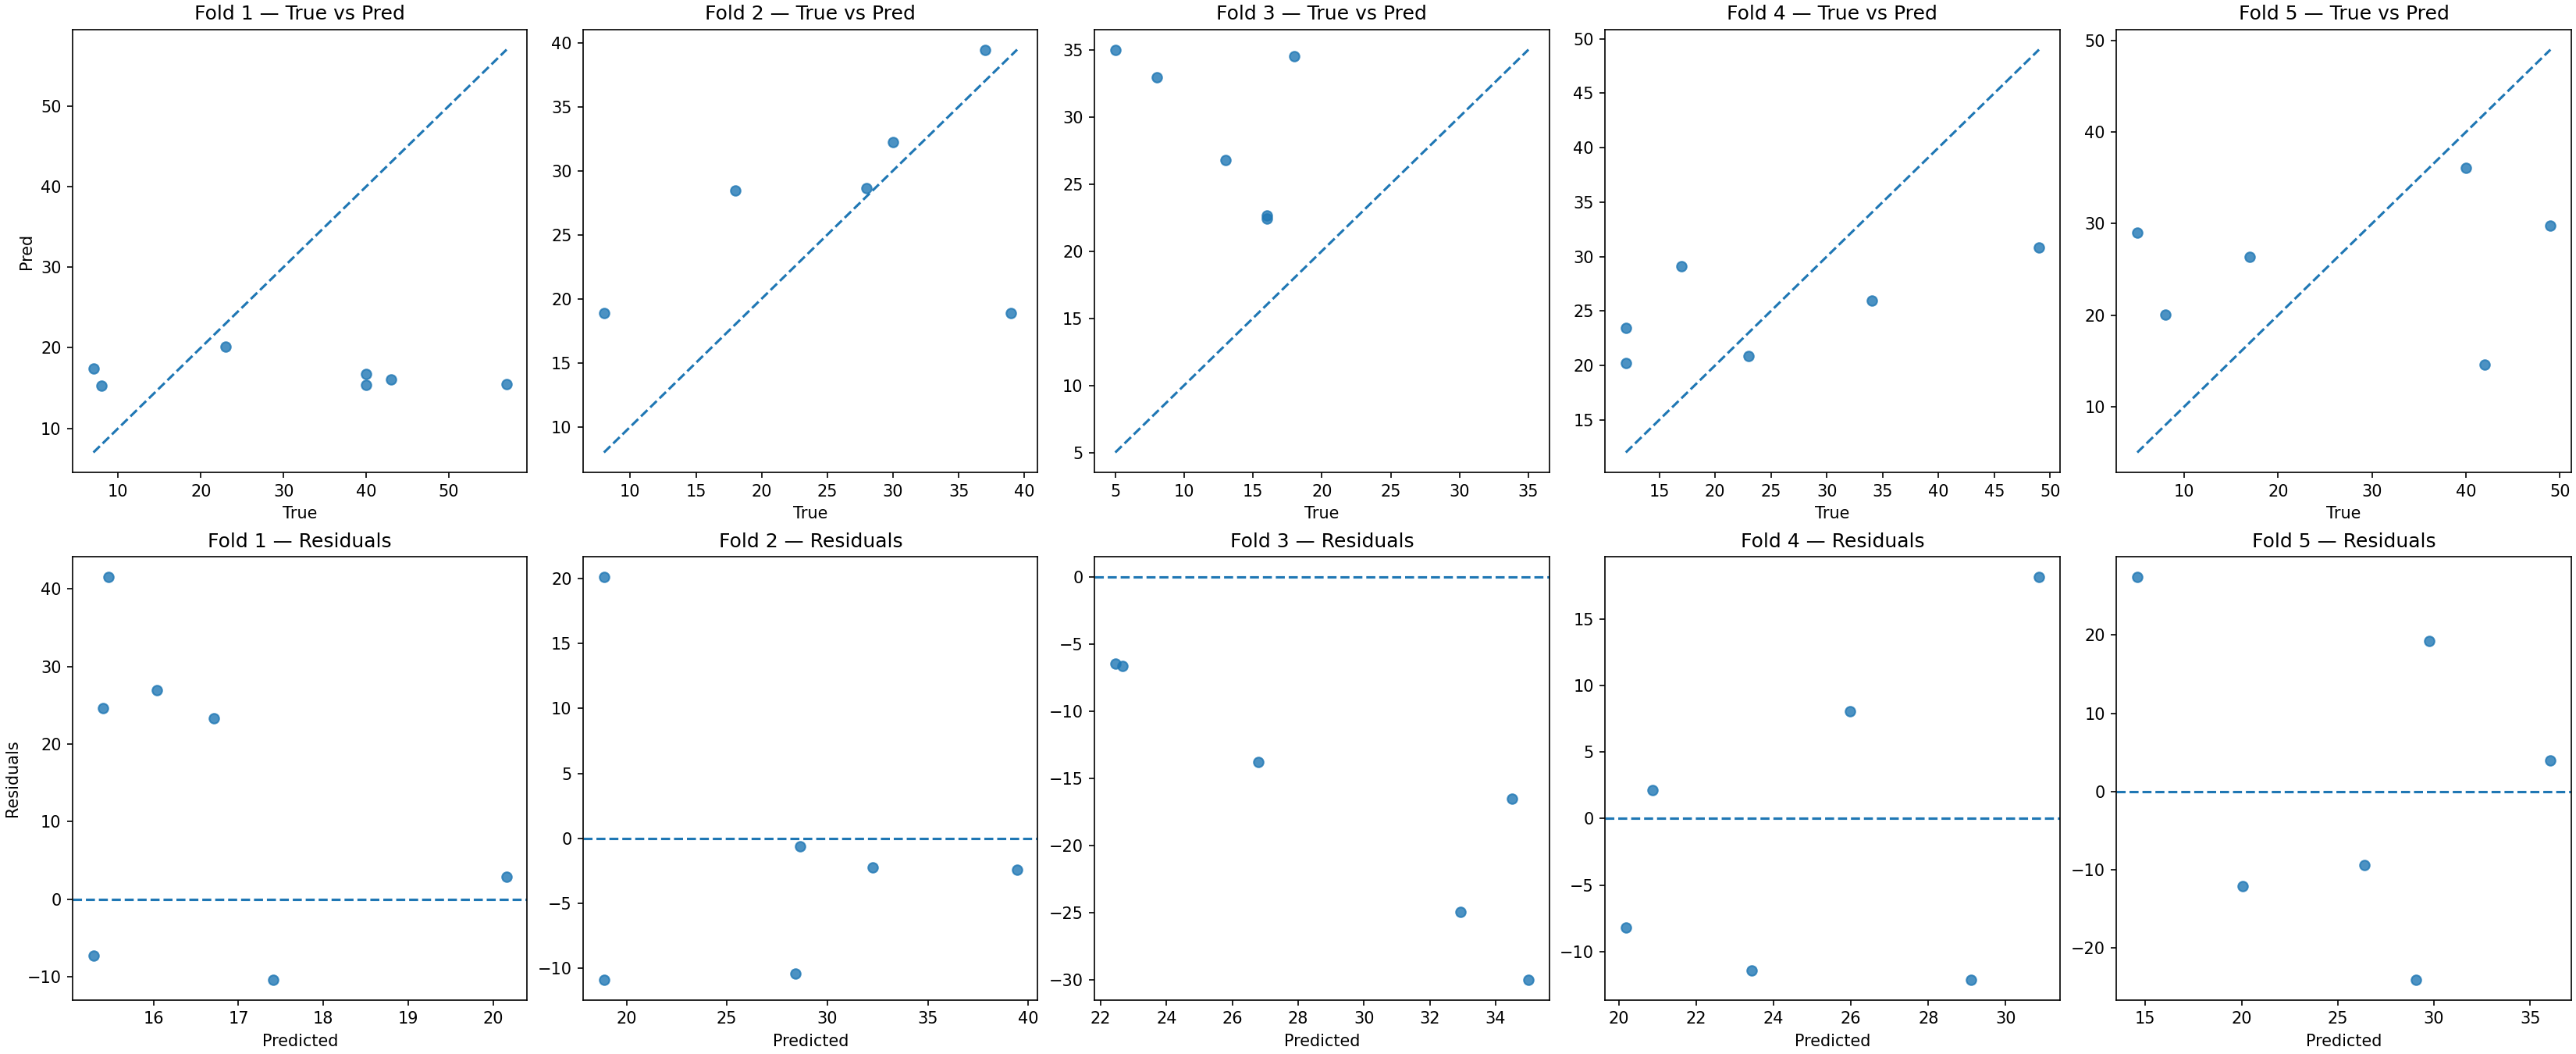 Fold 1 — True vs Pred
Fold 2 — True vs Pred
Fold 3 — True vs Pred
Fold 4 — True vs Pred
Fold 5 — True vs Pred
Pred
50
40
30
20
10
10 20 30 40 50
True
40
35
30
25
20
15
10
10 15 20 25 30 35 40
True
35
30
25
20
15
10
5
5 10 15 20 25 30 35
True
50
45
40
35
30
25
20
15
15 20 25 30 35 40 45 50
True
50
40
30
20
10
10 20 30 40 50
True
Fold 1 — Residuals
Fold 2 — Residuals
Fold 3 — Residuals
Fold 4 — Residuals
Fold 5 — Residuals
Residuals
40
30
20
10
0
−10
16 17 18 19 20
Predicted
20
15
10
5
0
−5
−10
20 25 30 35 40
Predicted
0
−5
−10
−15
−20
−25
−30
22 24 26 28 30 32 34
Predicted
15
10
5
0
−5
−10
20 22 24 26 28 30
Predicted
20
10
0
−10
−20
15 20 25 30 35
Predicted